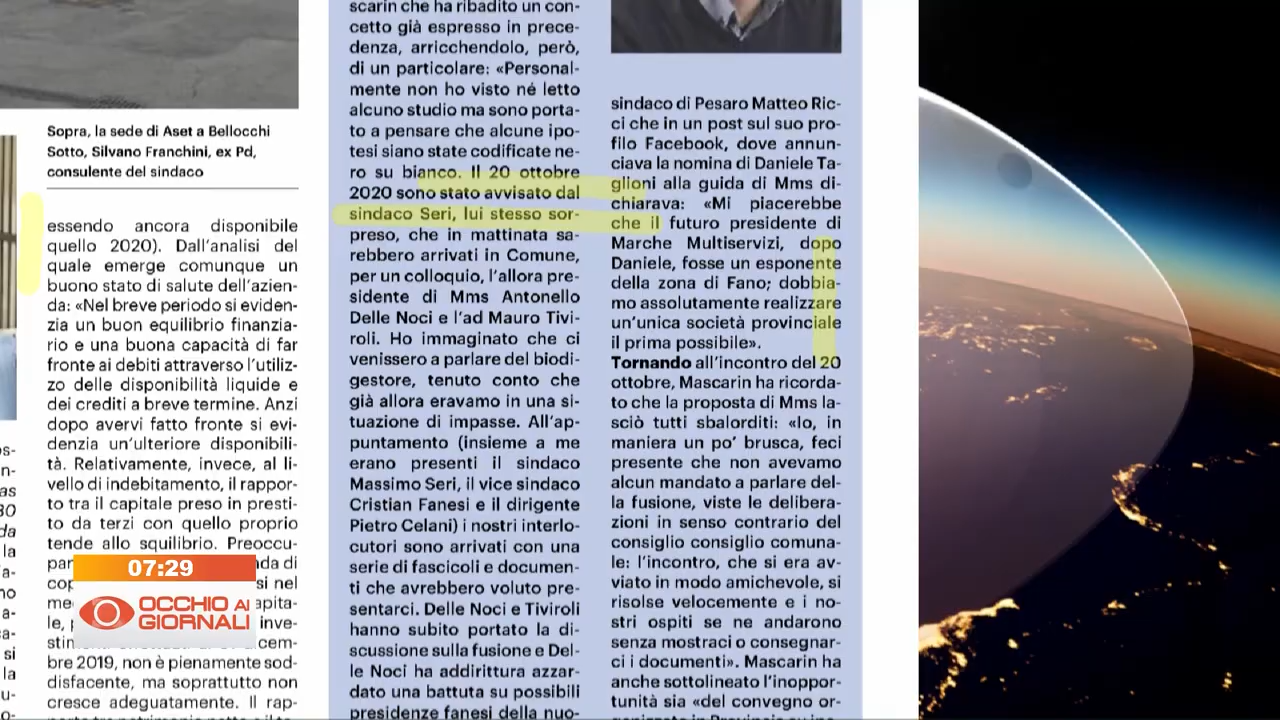 Sopra, la sede di Aset a Bellocchi
Sotto, Silvano Franchini, ex Pd,
consulente del sindaco
essendo ancora disponibile
quello 2020). Dall'analisi del
quale emerge comunque un
buono stato di salute dell'azien-
da: «Nel breve periodo si eviden-
zia un buon equilibrio finanzia-
rio e una buona capacità di far
fronte ai debiti attraverso l'utiliz-
zo delle disponibilità liquide e
dei crediti a breve termine. Anzi
dopo avervi fatto fronte si evi-
denzia un'ulteriore disponibili-
tà. Relativamente, invece, al li-
vello di indebitamento, il rappor-
to tra il capitale preso in presti-
to da terzi con quello proprio
tende allo squilibrio. Preoccu-
bre 2019, non è pienamente sod-
disfacente, ma soprattutto non
cresce adeguatamente. Il rap-
scarin che ha ribadito un con-
cetto già espresso in prece-
denza, arricchendolo, però,
di un particolare: «Personal-
mente non ho visto né letto
alcuno studio ma sono porta-
to a pensare che alcune ipo-
tesi siano state codificate ne-
ro su bianco. Il 20 ottobre
2020 sono stato avvisato dal
sindaco Seri, lui stesso sor-
preso, che in mattinata sa-
rebbero arrivati in Comune,
per un colloquio, l'allora pre-
sidente di Mms Antonello
Delle Noci e l'ad Mauro Tivi-
roli. Ho immaginato che ci
venissero a parlare del biodi-
gestore, tenuto conto che
già allora eravamo in una si-
tuazione di impasse. All'ap-
puntamento (insieme a me
erano presenti il sindaco
Massimo Seri, il vice sindaco
Cristian Fanesi e il dirigente
Pietro Celani) i nostri interlo-
cutori sono arrivati con una
serie di fascicoli e documen-
ti che avrebbero voluto pre-
sentarci. Delle Noci e Tiviroli
hanno subito portato la di-
scussione sulla fusione e Del-
le Noci ha addirittura azzar-
dato una battuta su possibili
presidenze fanesi della nuo-
sindaco di Pesaro Matteo Ric-
ci che in un post sul suo pro-
filo Facebook, dove annun-
ciava la nomina di Daniele Ta-
glioni alla guida di Mms di-
chiarava: «Mi piacerebbe
che il futuro presidente di
Marche Multiservizi, dopo
Daniele, fosse un esponente
della zona di Fano; dobbia-
mo assolutamente realizzare
un'unica società provinciale
il prima possibile».
Tornando all'incontro del 20
ottobre, Mascarin ha ricorda-
to che la proposta di Mms la-
sciò tutti sbalorditi: «Io, in
maniera un po' brusca, feci
presente che non avevamo
alcun mandato a parlare del-
la fusione, viste le delibera-
zioni in senso contrario del
consiglio consiglio comuna-
le: l'incontro, che si era av-
viato in modo amichevole, si
risolse velocemente e i no-
stri ospiti se ne andarono
senza mostraci o consegnar-
ci i documenti». Mascarin ha
anche sottolineato l'inoppor-
tunità sia «del convegno or-
07:29
OCCHIO AI
GIORNALI